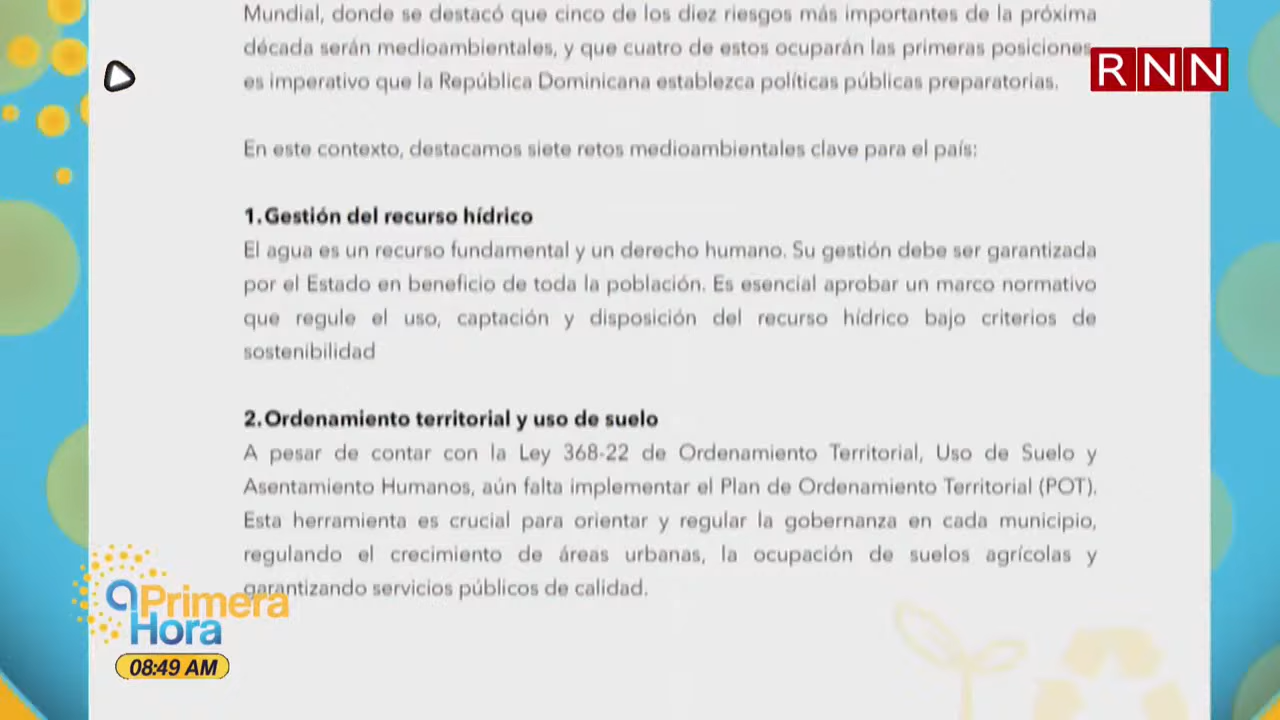 Mundial, donde se destacó que cinco de los diez riesgos más importantes de la próxima
década serán medioambientales, y que cuatro de estos ocuparán las primeras posiciones
es imperativo que la República Dominicana establezca políticas públicas preparatorias.
RNN
En este contexto, destacamos siete retos medioambientales clave para el país:
1.Gestión del recurso hídrico
El agua es un recurso fundamental y un derecho humano. Su gestión debe ser garantizada
por el Estado en beneficio de toda la población. Es esencial aprobar un marco normativo
que regule el uso, captación y disposición del recurso hídrico bajo criterios de
sostenibilidad
2.Ordenamiento territorial y uso de suelo
A pesar de contar con la Ley 368-22 de Ordenamiento Territorial, Uso de Suelo y
Asentamiento Humanos, aún falta implementar el Plan de Ordenamiento Territorial (POT).
Esta herramienta es crucial para orientar y regular la gobernanza en cada municipio,
regulando el crecimiento de áreas urbanas, la ocupación de suelos agrícolas y
garantizando servicios públicos de calidad.
a Primera
Hora
08:49 AM